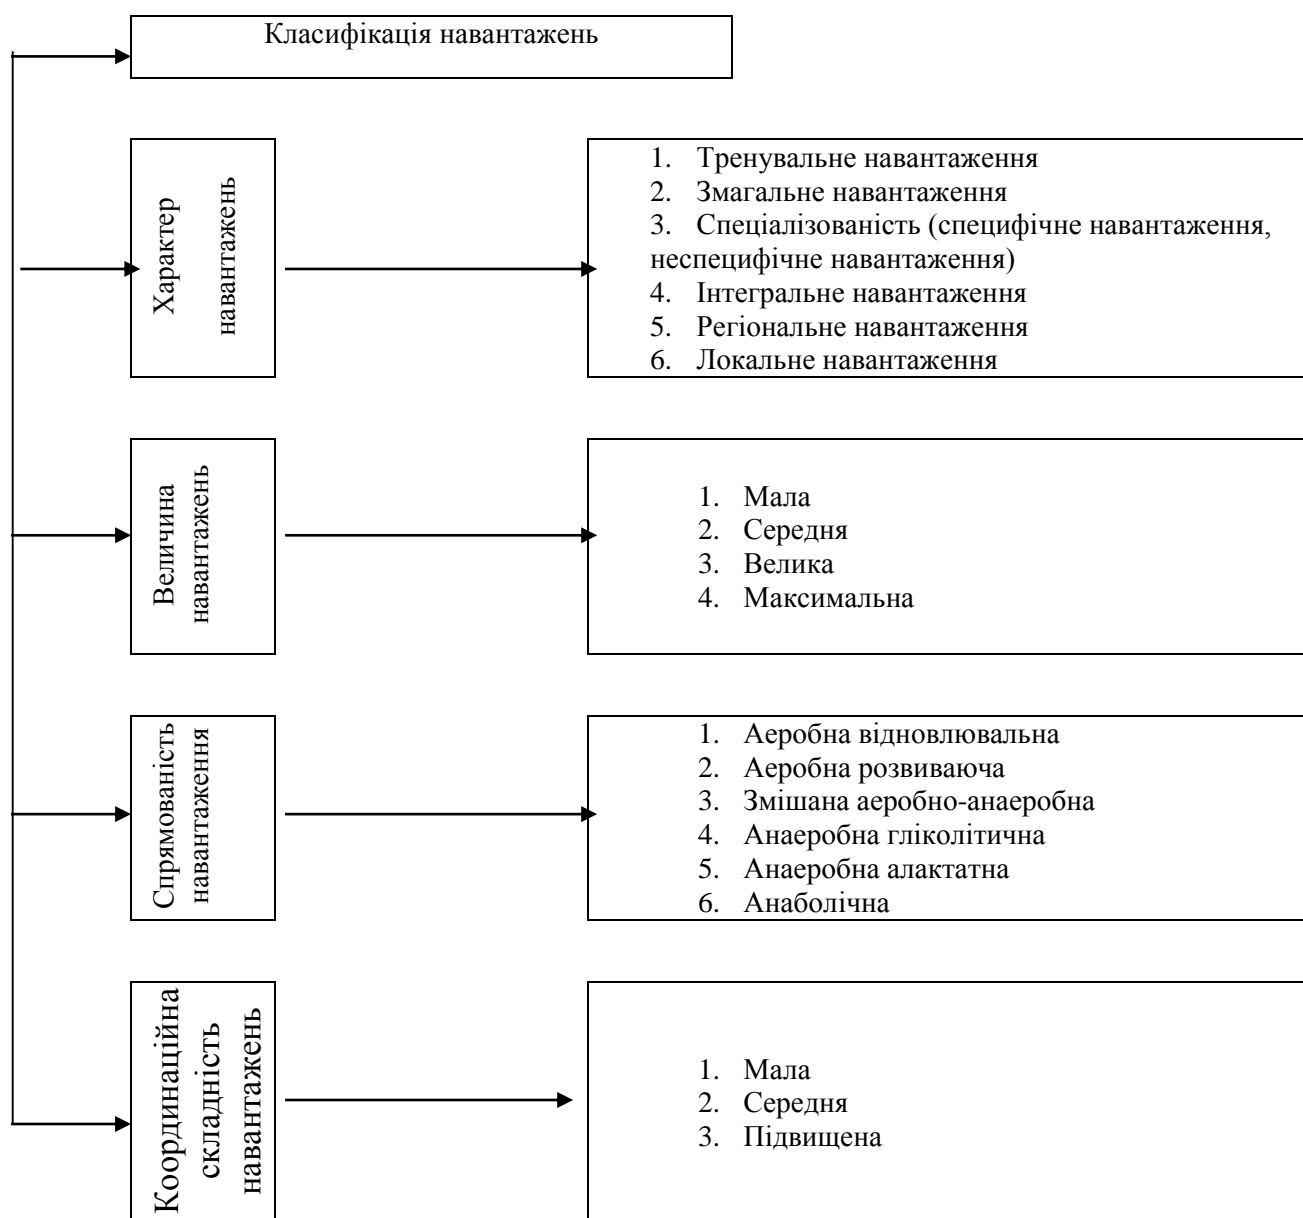 Класифікація навантажень
Характер
навантажень
1. Тренувальне навантаження
2. Змагальне навантаження
3. Спеціалізованість (специфічне навантаження,
неспецифічне навантаження)
4. Інтегральне навантаження
5. Регіональне навантаження
6. Локальне навантаження
Величина
навантажень
1. Мала
2. Середня
3. Велика
4. Максимальна
Спрямованість
навантаження
1. Аеробна відновлювальна
2. Аеробна розвиваюча
3. Змішана аеробно-анаеробна
4. Анаеробна гліколітична
5. Анаеробна алактатна
6. Анаболічна
Координаційна
складність
навантажень
1. Мала
2. Середня
3. Підвищена